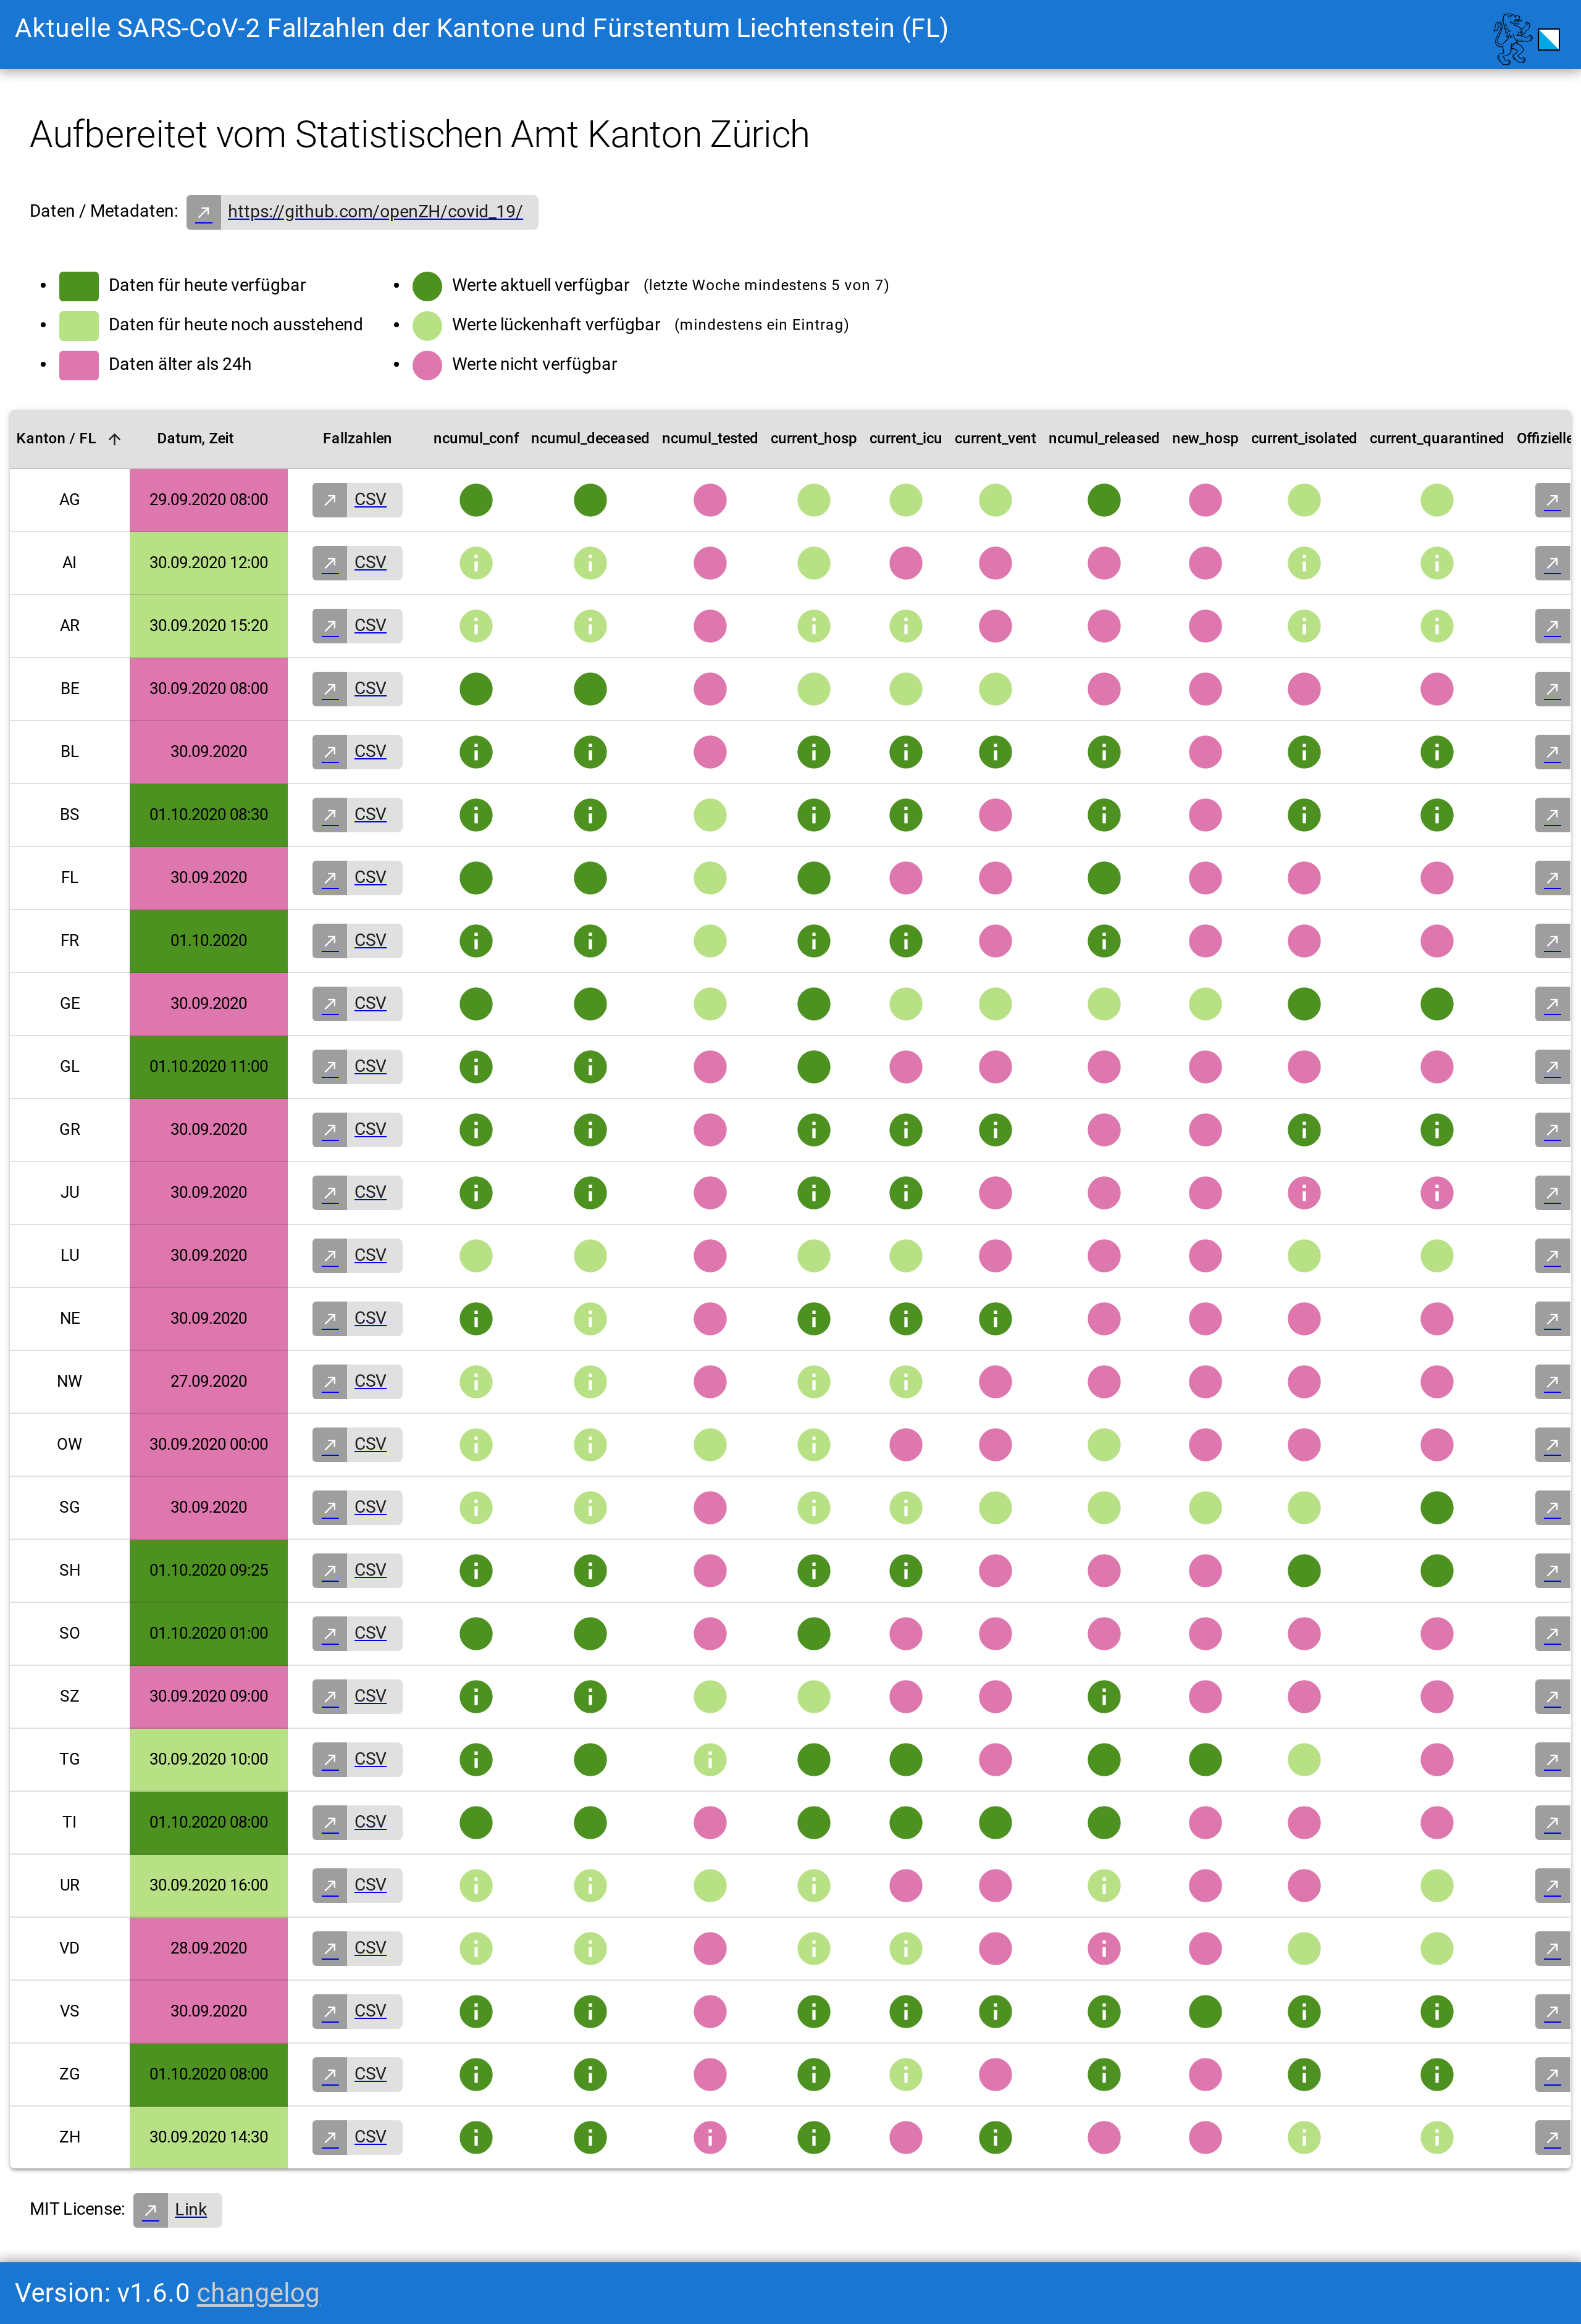 Aktuelle SARS-CoV-2 Fallzahlen der Kantone und Fürstentum Liechtenstein (FL)
Aufbereitet vom Statistischen Amt Kanton Zürich
Daten / Metadaten: https://github.com/openZH/covid_19/
Daten für heute verfügbar
Daten für heute noch ausstehend
Daten älter als 24h
Werte aktuell verfügbar (letzte Woche mindestens 5 von 7)
Werte lückenhaft verfügbar (mindestens ein Eintrag)
Werte nicht verfügbar
Kanton / FL Datum, Zeit Fallzahlen ncumul_conf ncumul_deceased ncumul_tested current_hosp current_icu current_vent ncumul_released new_hosp current_isolated current_quarantined Offizielle
AG 29.09.2020 08:00 CSV
AI 30.09.2020 12:00 CSV
AR 30.09.2020 15:20 CSV
BE 30.09.2020 08:00 CSV
BL 30.09.2020 CSV
BS 01.10.2020 08:30 CSV
FL 30.09.2020 CSV
FR 01.10.2020 CSV
GE 30.09.2020 CSV
GL 01.10.2020 11:00 CSV
GR 30.09.2020 CSV
JU 30.09.2020 CSV
LU 30.09.2020 CSV
NE 30.09.2020 CSV
NW 27.09.2020 CSV
OW 30.09.2020 00:00 CSV
SG 30.09.2020 CSV
SH 01.10.2020 09:25 CSV
SO 01.10.2020 01:00 CSV
SZ 30.09.2020 09:00 CSV
TG 30.09.2020 10:00 CSV
TI 01.10.2020 08:00 CSV
UR 30.09.2020 16:00 CSV
VD 28.09.2020 CSV
VS 30.09.2020 CSV
ZG 01.10.2020 08:00 CSV
ZH 30.09.2020 14:30 CSV
MIT License: Link
Version: v1.6.0 changelog